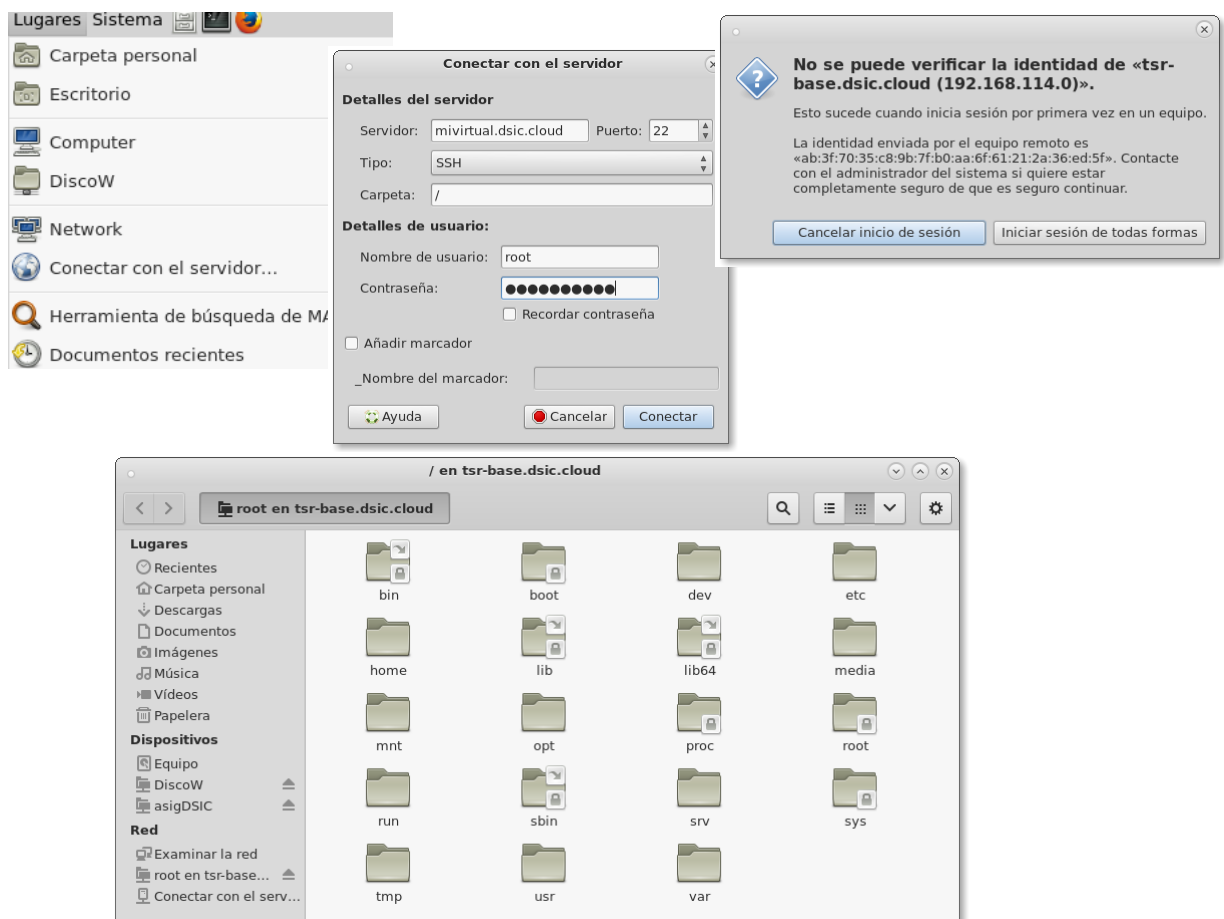 Lugares Sistema
Carpeta personal
Escritorio
Computer
DiscoW
Network
Conectar con el servidor...
Herramienta de búsqueda de MA
Documentos recientes
Conectar con el servidor
Detalles del servidor
Servidor: mivirtual.dsic.cloud Puerto: 22
Tipo: SSH
Carpeta: /
Detalles de usuario:
Nombre de usuario: root
Contraseña: ●●●●●●●●●●
Recordar contraseña
Añadir marcador
_Nombre del marcador:
Ayuda Cancelar Conectar
No se puede verificar la identidad de «tsr-
base.dsic.cloud (192.168.114.0)».
Esto sucede cuando inicia sesión por primera vez en un equipo.
La identidad enviada por el equipo remoto es
«ab:3f:70:35:c8:9b:7f:b0:aa:6f:61:21:2a:36:ed:5f». Contacte
con el administrador del sistema si quiere estar
completamente seguro de que es seguro continuar.
Cancelar inicio de sesión Iniciar sesión de todas formas
/ en tsr-base.dsic.cloud
root en tsr-base.dsic.cloud
Lugares
Recientes
Carpeta personal
Descargas
Documentos
Imágenes
Música
Vídeos
Papelera
Dispositivos
Equipo
DiscoW
asigDSIC
Red
Examinar la red
root en tsr-base...
Conectar con el serv...
bin boot dev etc
home lib lib64 media
mnt opt proc root
run sbin srv sys
tmp usr var